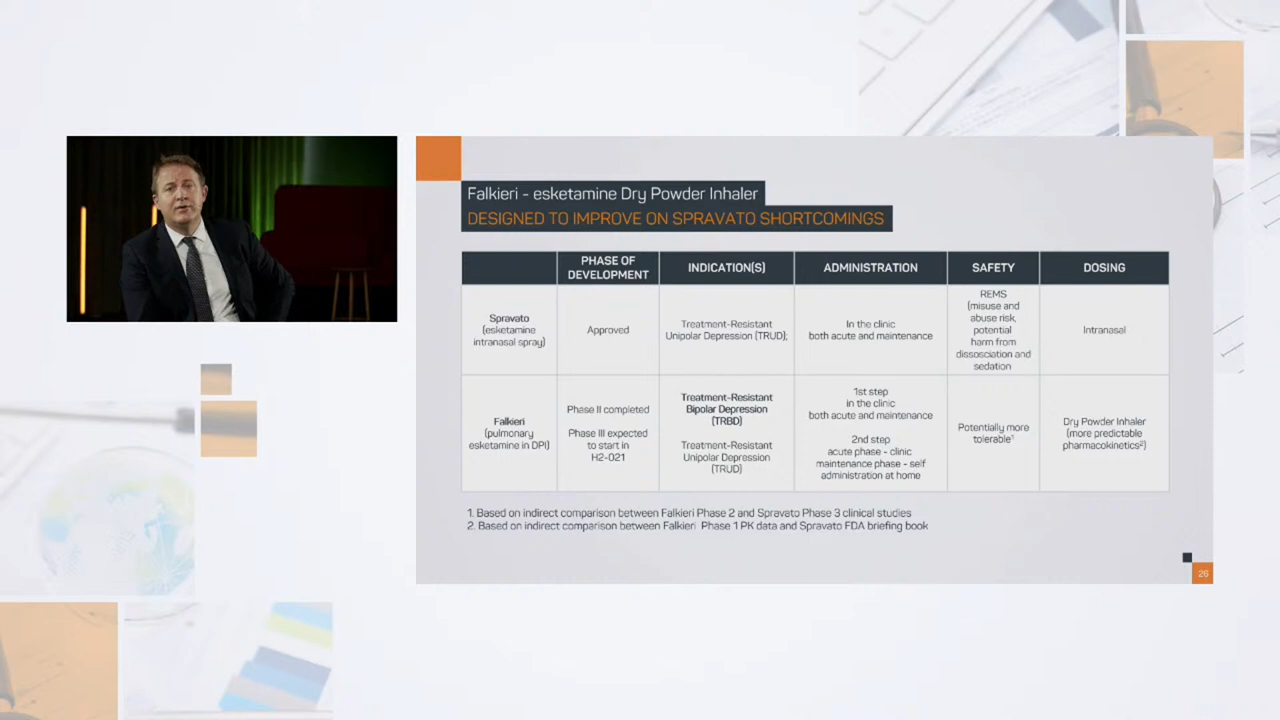 Falkieri - esketamine Dry Powder Inhaler
DESIGNED TO IMPROVE ON SPRAVATO SHORTCOMINGS
PHASE OF
DEVELOPMENT
INDICATION(S)
ADMINISTRATION
SAFETY
DOSING
Spravato
(esketamine
intranasal spray)
Approved
Treatment-Resistant
Unipolar Depression (TRUD);
In the clinic
both acute and maintenance
REMS
(misuse and
abuse risk,
potential
harm from
dissosciation and
sedation
Intranasal
Falkieri
(pulmonary
esketamine in DPI)
Phase II completed
Phase III expected
to start in
H2-021
Treatment-Resistant
Bipolar Depression
(TRBD)
Treatment-Resistant
Unipolar Depression
(TRUD)
1st step
in the clinic
both acute and maintenance
2nd step
acute phase - clinic
maintenance phase - self
administration at home
Potentially more
tolerable¹
Dry Powder Inhaler
(more predictable
pharmacokinetics²)
1. Based on indirect comparison between Falkieri Phase 2 and Spravato Phase 3 clinical studies
2. Based on indirect comparison between Falkieri Phase 1 PK data and Spravato FDA briefing book
26